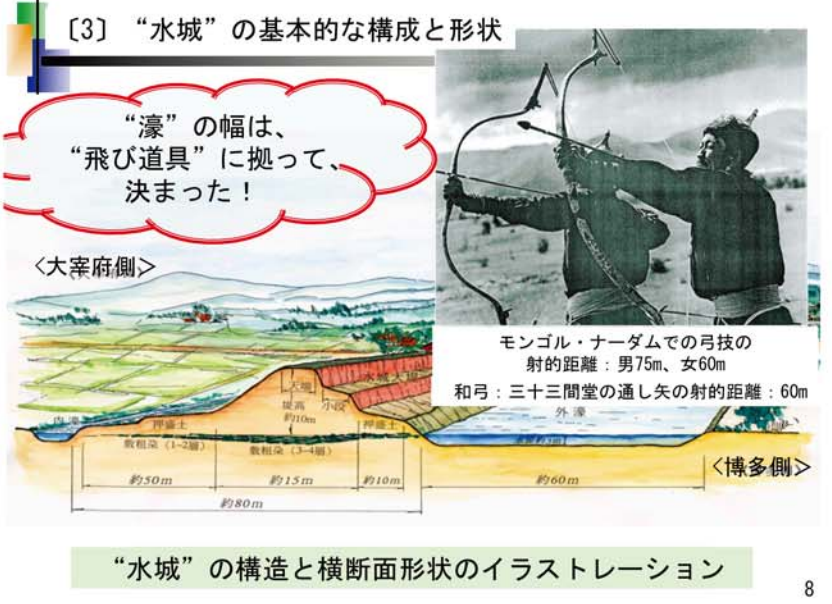 〔3〕 “水城”の基本的な構成と形状
“濠”の幅は、
“飛び道具”に拠って、
決まった！
<大宰府側>
モンゴル・ナーダムでの弓技の
射的距離：男75m、女60m
和弓：三十三間堂の通し矢の射的距離：60m
天端
水城大堤
堤高
約10m
小段
外濠
内濠
押盛土
押盛土
敷粗朶（1~2層）
敷粗朶（3~4層）
<博多側>
約50m
約15m
約10m
約60m
約80m
“水城”の構造と横断面形状のイラストレーション
8